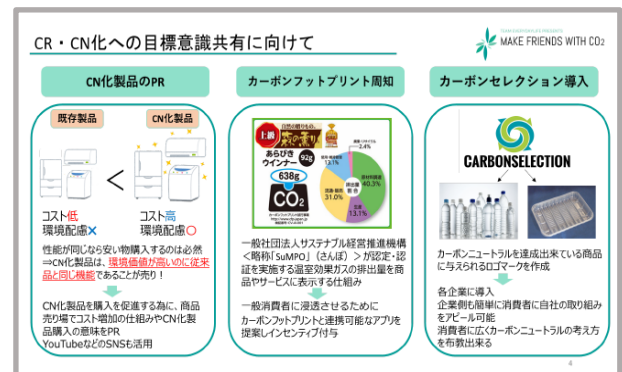 CR・CN化への目標意識共有に向けて
MAKE FRIENDS WITH CO₂
CN化製品のPR
既存製品
CN化製品
<
コスト低
コスト高
環境配慮✕
環境配慮○
性能が同じなら安い物購入するのは必然
⇒CN化製品は、環境価値が高いのに従来
品と同じ機能であることが売り！
CN化製品を購入を促進する為に、商品
売り場でコスト増加の仕組みやCN化製
品購入の意味をPR
YouTubeなどのSNSも活用
カーボンフットプリント周知
上級
森の薫り
あらびき
ウインナー
92g
638g
CO2
2.4%
13.1%
40.3%
31.0%
13.1%
排出量
割合
一般社団法人サステナブル経営推進機構
<略称「SuMPO」（さんぽ）>が認定・認
証を実施する温室効果ガスの排出量を商
品やサービスに表示する仕組み
一般消費者に浸透させるために
カーボンフットプリントと連携可能なアプリを
提案しインセンティブ付与
カーボンセレクション導入
CARBONSELECTION
カーボンニュートラルを達成出来ている商品
に与えられるロゴマークを作成
各企業に導入
企業側も簡単に消費者に自社の取り組み
をアピール可能
消費者に広くカーボンニュートラルの考え方
を布教出来る
4